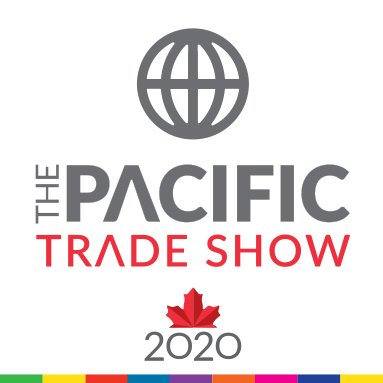 THE PACIFIC
TRADE SHOW
2020